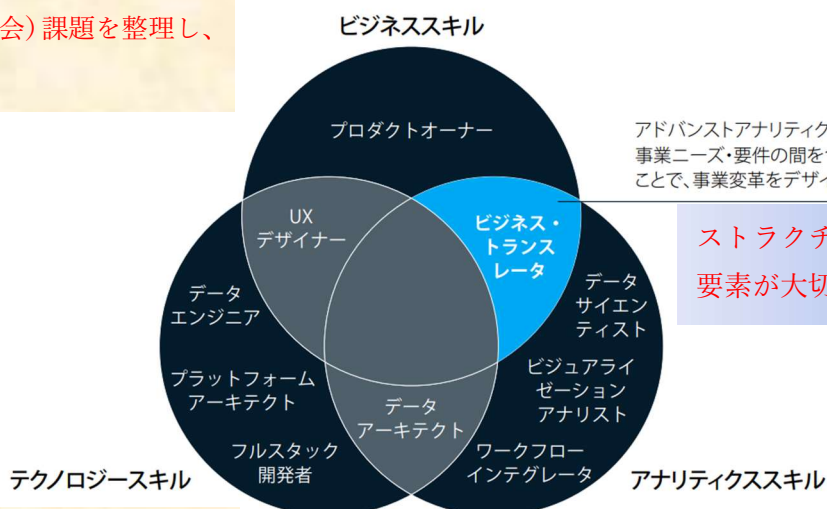 会)課題を整理し、
ビジネススキル
プロダクトオーナー
アドバンストアナリティク
事業ニーズ・要件の間を
ことで、事業変革をデザイ
UX
デザイナー
ビジネス・
トランス
レータ
ストラクチ
要素が大切
データ
エンジニア
データ
サイエン
ティスト
プラットフォーム
アーキテクト
ビジュアライ
ゼーション
アナリスト
データ
アーキテクト
フルスタック
開発者
ワークフロー
インテグレータ
テクノロジースキル
アナリティクススキル